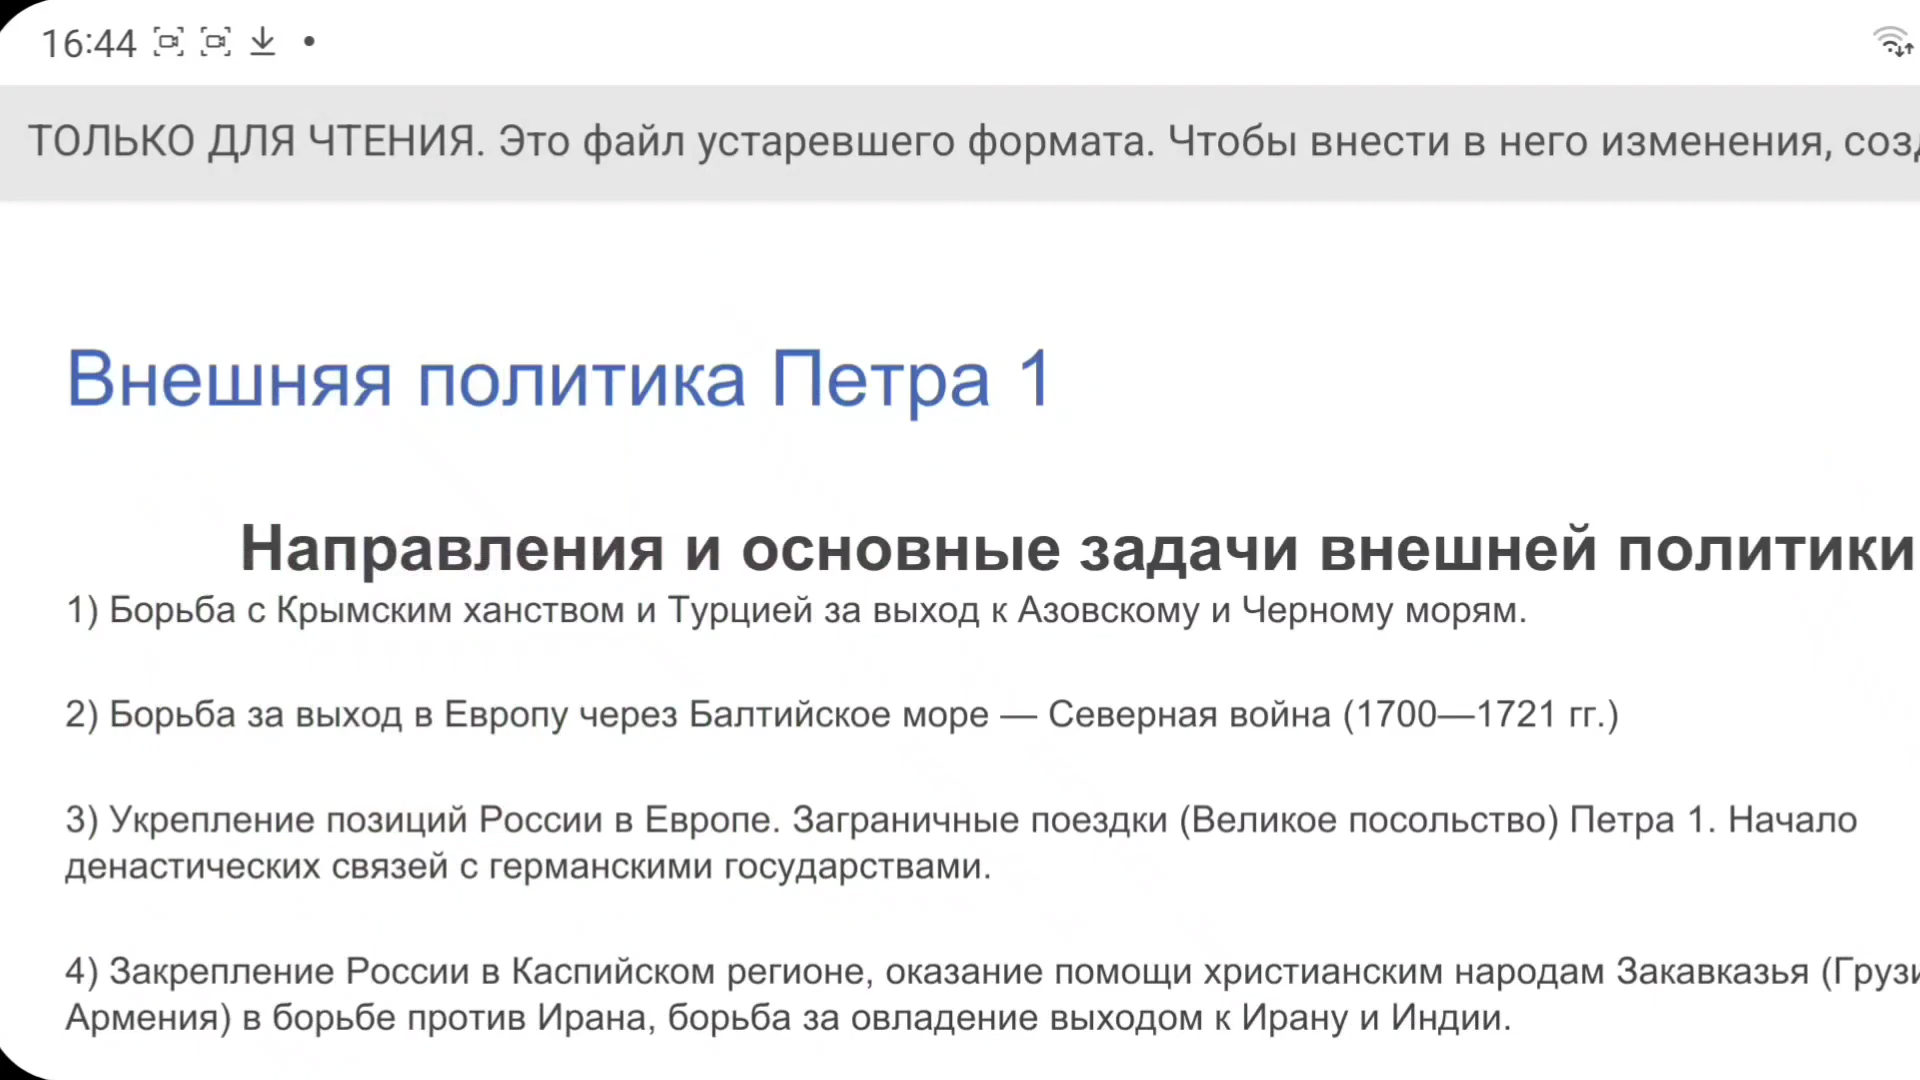 16:44
ТОЛЬКО ДЛЯ ЧТЕНИЯ. Это файл устаревшего формата. Чтобы внести в него изменения,
Внешняя политика Петра 1
Направления и основные задачи внешней политики
1) Борьба с Крымским ханством и Турцией за выход к Азовскому и Черному морям.
2) Борьба за выход в Европу через Балтийское море — Северная война (1700—1721 гг.)
3) Укрепление позиций России в Европе. Заграничные поездки (Великое посольство) Петра 1. Начало
денастических связей с германскими государствами.
4) Закрепление России в Каспийском регионе, оказание помощи христианским народам Закавказья
Армения) в борьбе против Ирана, борьба за овладение выходом к Ирану и Индии.